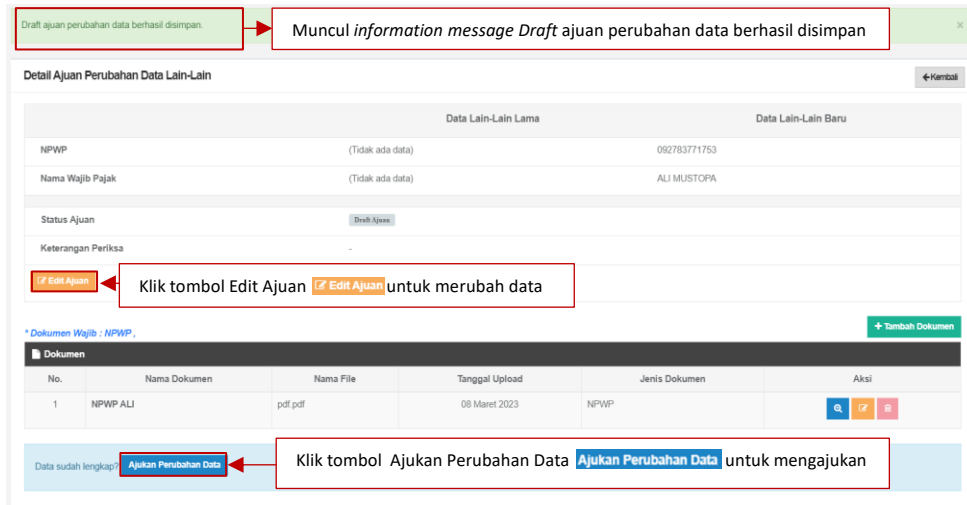 Draft ajuan perubahan data berhasil disimpan.
Muncul information message Draft ajuan perubahan data berhasil disimpan
×
Detail Ajuan Perubahan Data Lain-Lain
Kembali
Data Lain-Lain Lama Data Lain-Lain Baru
NPWP (Tidak ada data) 092783771753
Nama Wajib Pajak (Tidak ada data) ALI MUSTOPA
Status Ajuan Draft Ajuan
Keterangan Periksa -
Edit Ajuan
Klik tombol Edit Ajuan Edit Ajuan untuk merubah data
* Dokumen Wajib : NPWP ,
+ Tambah Dokumen
Dokumen
No. Nama Dokumen Nama File Tanggal Upload Jenis Dokumen Aksi
1 NPWP ALI pdf.pdf 08 Maret 2023 NPWP
Data sudah lengkap? Ajukan Perubahan Data
Klik tombol Ajukan Perubahan Data Ajukan Perubahan Data untuk mengajukan